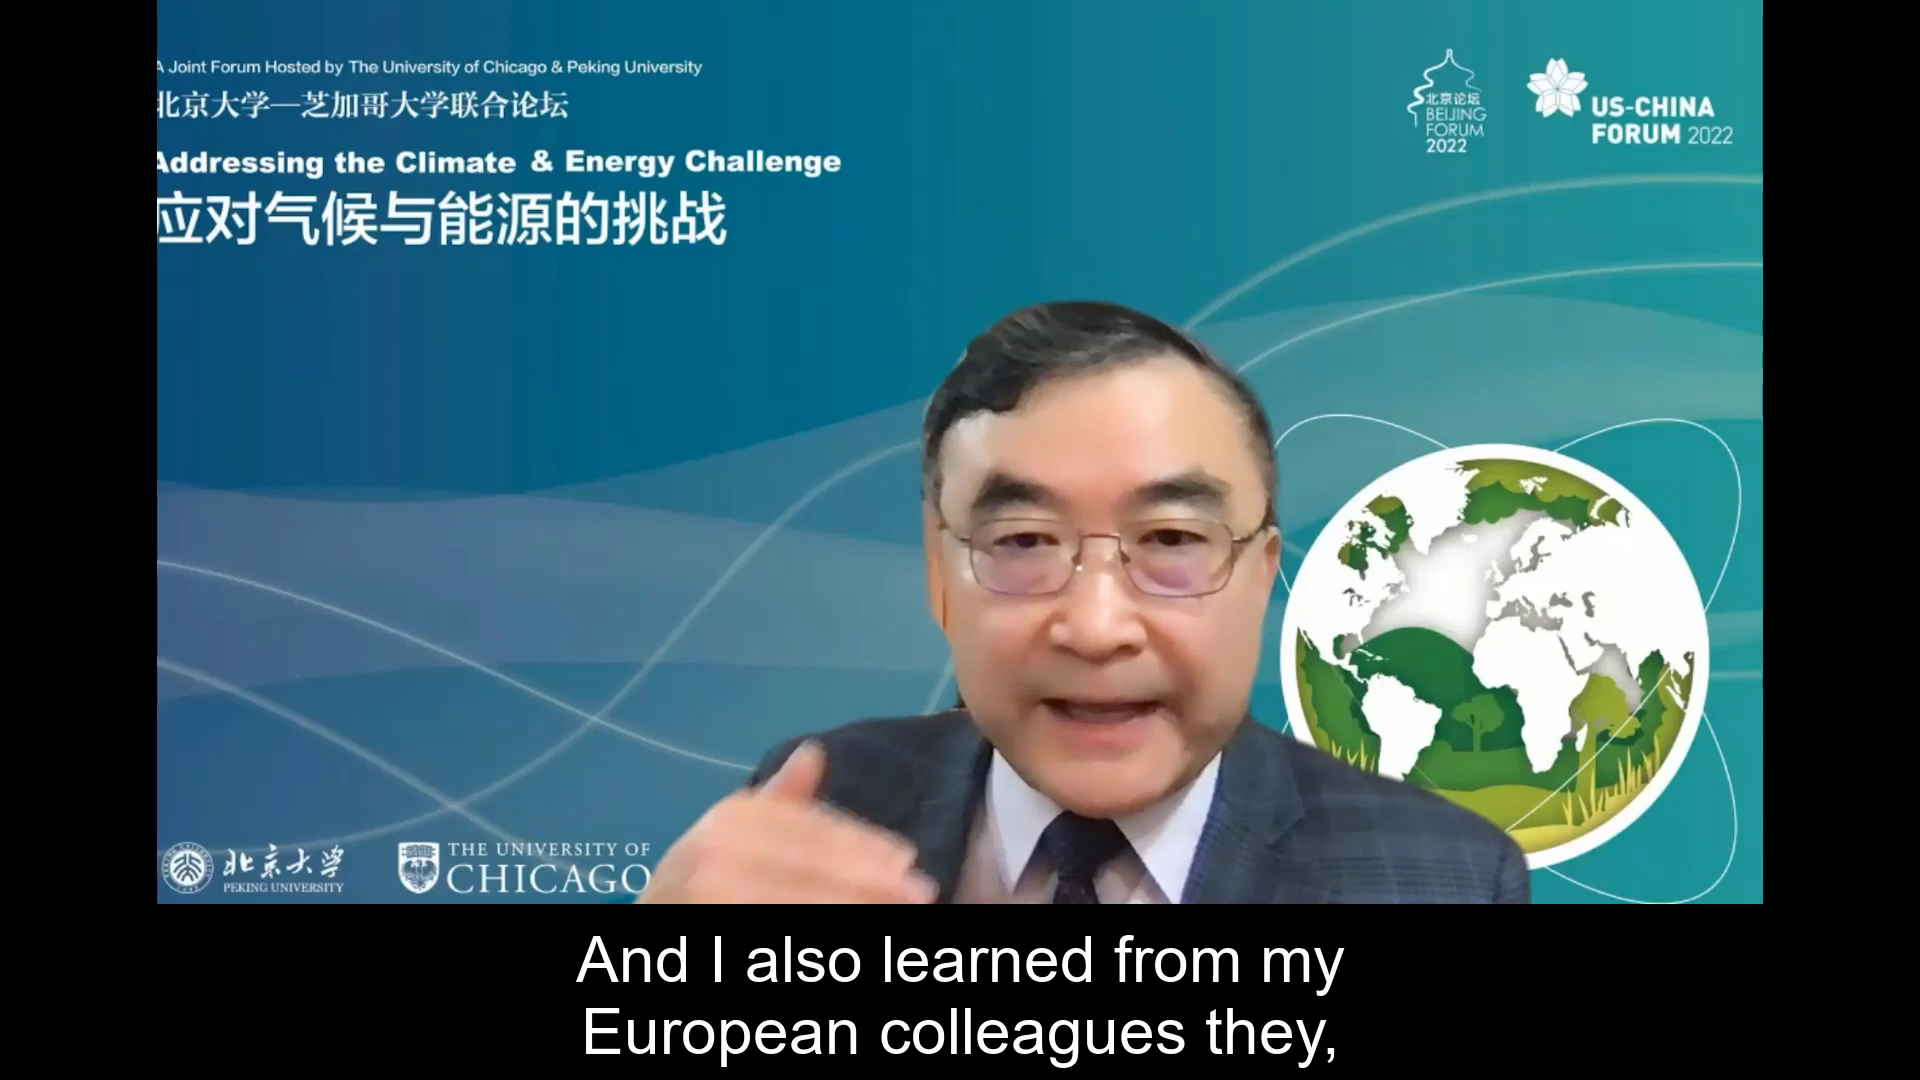 A Joint Forum Hosted by The University of Chicago & Peking University
北京大学—芝加哥大学联合论坛
Addressing the Climate & Energy Challenge
应对气候与能源的挑战
北京论坛
BEIJING
FORUM
2022
US-CHINA
FORUM 2022
北京大学
PEKING UNIVERSITY
THE UNIVERSITY OF
CHICAGO
And I also learned from my
European colleagues they,